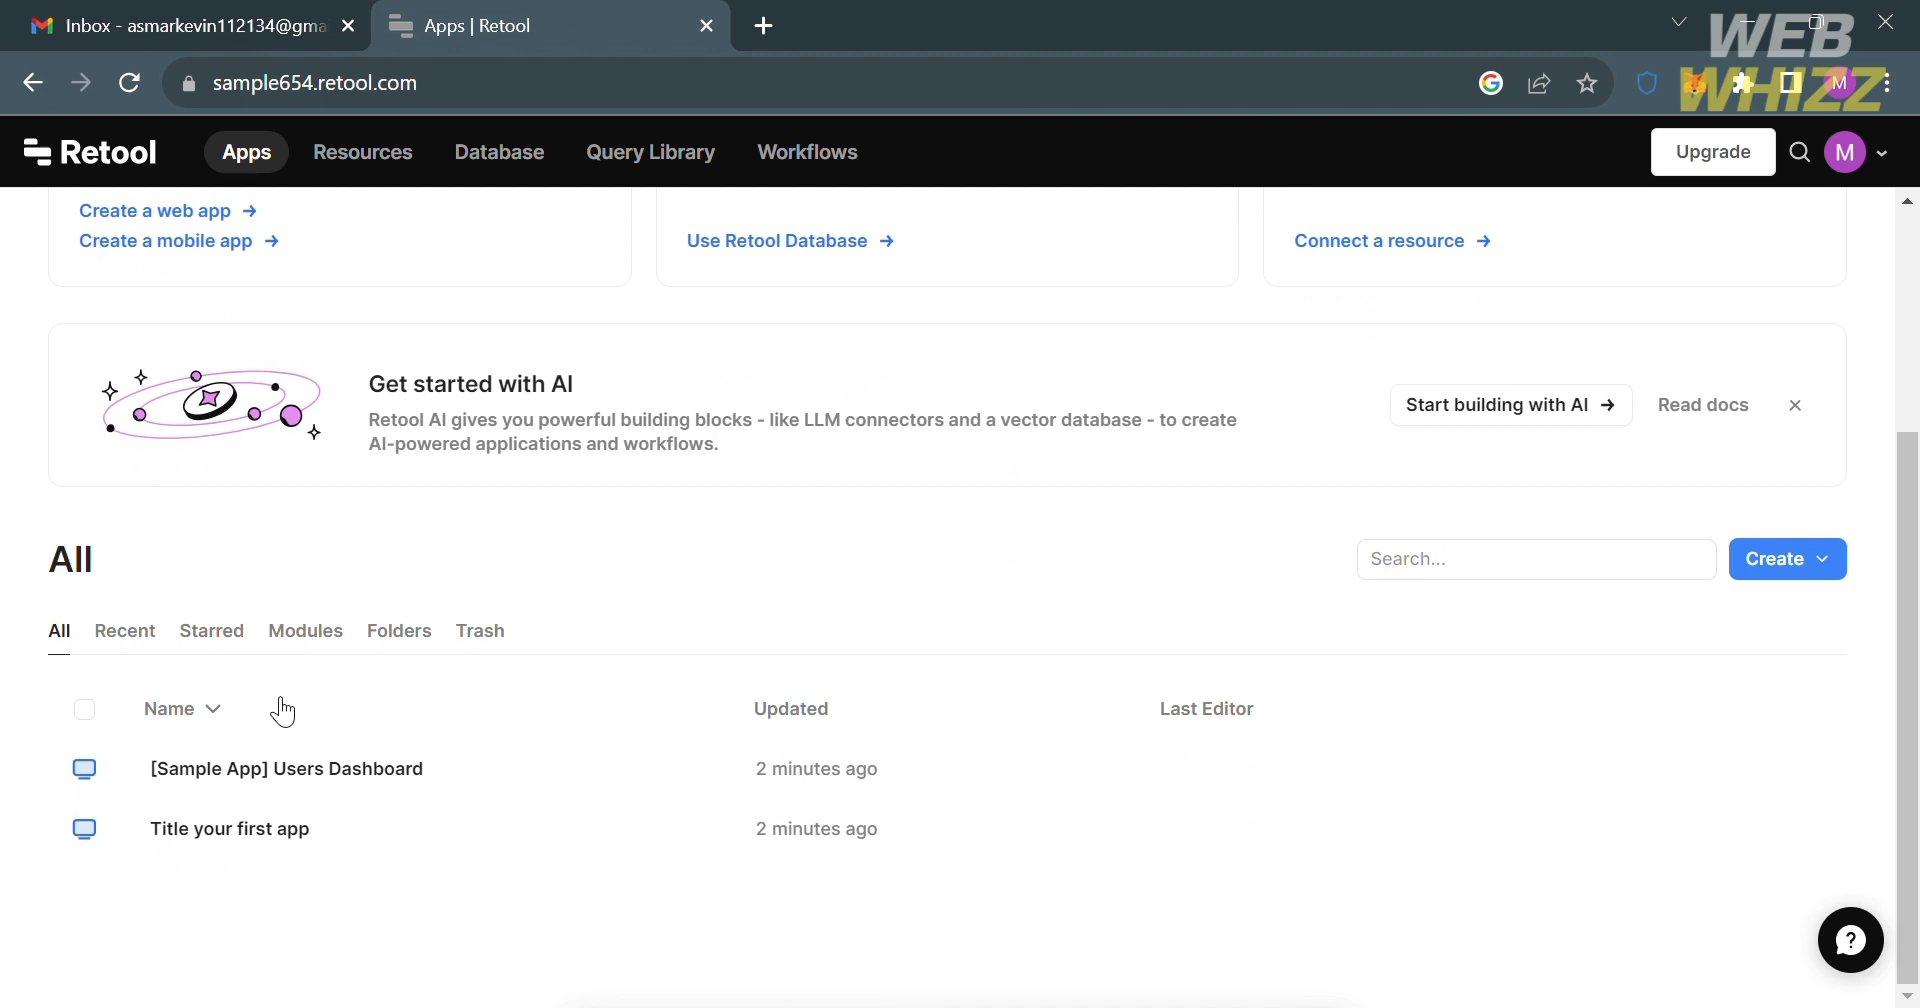 Inbox - asmarkevin112134@gma
Apps | Retool
WEB
WHIZZ
sample654.retool.com
M
Retool
Apps
Resources
Database
Query Library
Workflows
Upgrade
M
Create a web app →
Create a mobile app →
Use Retool Database →
Connect a resource →
Get started with AI
Retool AI gives you powerful building blocks - like LLM connectors and a vector database - to create
AI-powered applications and workflows.
Start building with AI →
Read docs
All
Search...
Create
All
Recent
Starred
Modules
Folders
Trash
Name
Updated
Last Editor
[Sample App] Users Dashboard
2 minutes ago
Title your first app
2 minutes ago